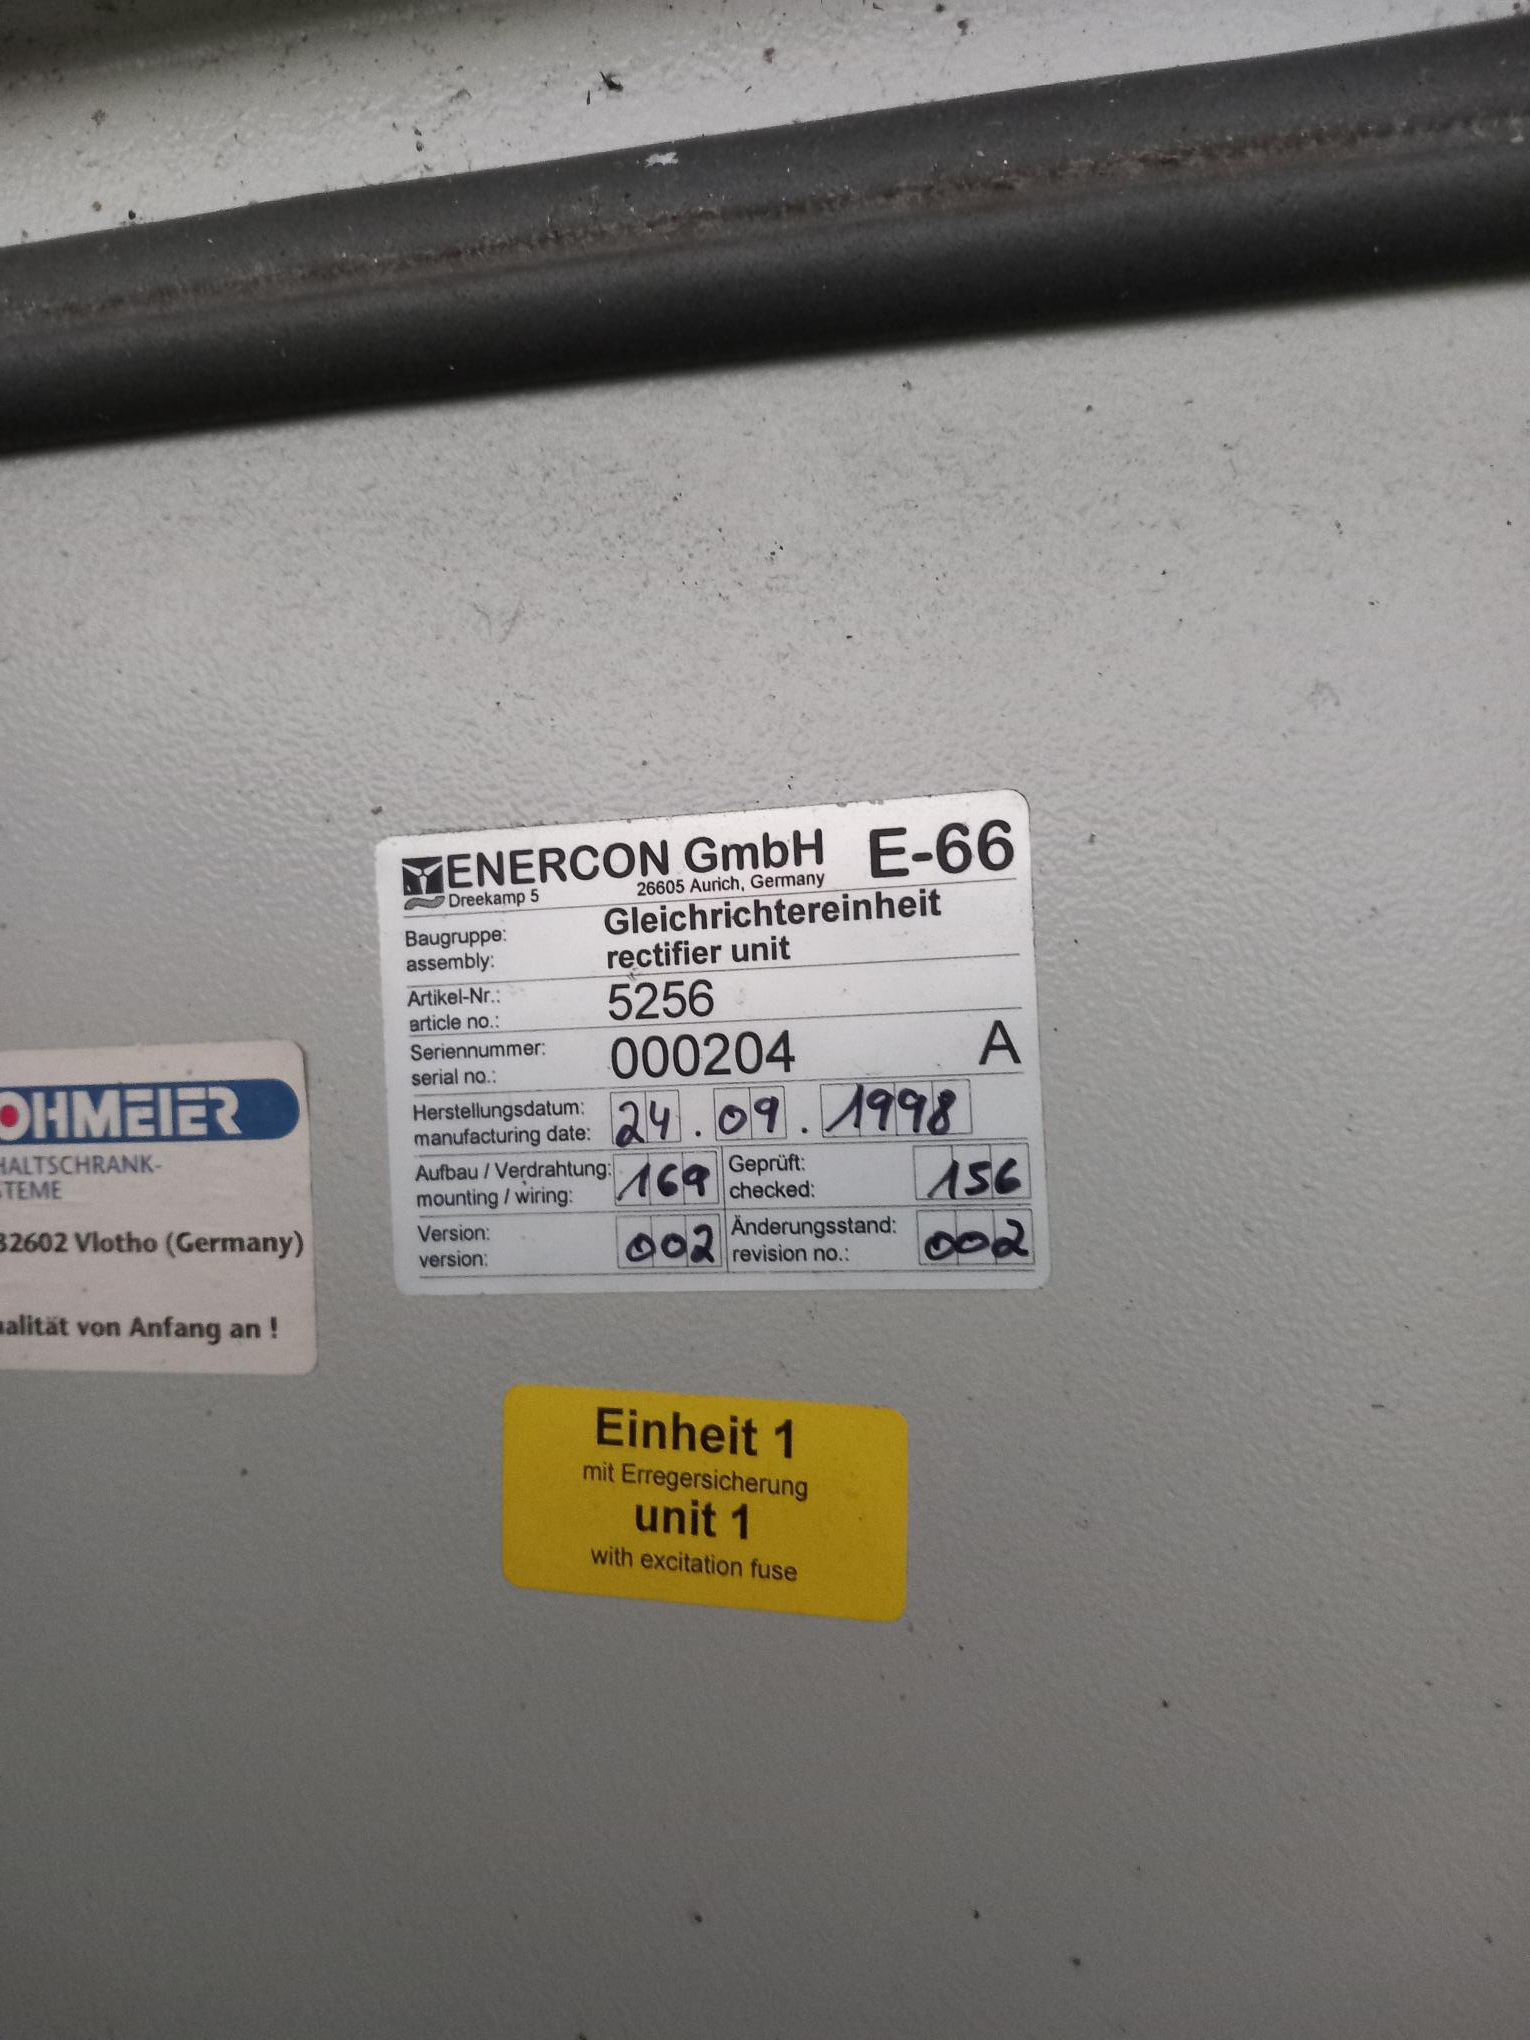 ENERCON GmbH E-66
Dreekamp 5 26605 Aurich, Germany
Baugruppe: Gleichrichtereinheit
assembly: rectifier unit
Artikel-Nr.: 5256
article no.:
Seriennummer: 000204 A
serial no.:
Herstellungsdatum: 24.09.1998
manufacturing date:
Aufbau / Verdrahtung: 169 Geprüft: 156
mounting / wiring: checked:
Version: 002 Änderungsstand: 002
version: revision no.:
OHMEIER
HALTSCHRANK-
TEME
32602 Vlotho (Germany)
ualität von Anfang an !
Einheit 1
mit Erregersicherung
unit 1
with excitation fuse